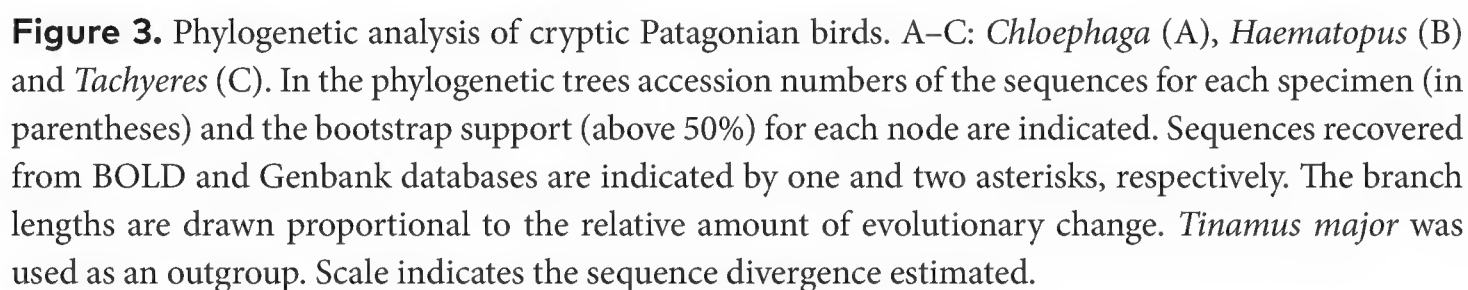 Figure 3. Phylogenetic analysis of cryptic Patagonian birds. A–C: Chloephaga (A), Haematopus (B)
and Tachyeres (C). In the phylogenetic trees accession numbers of the sequences for each specimen (in
parentheses) and the bootstrap support (above 50%) for each node are indicated. Sequences recovered
from BOLD and Genbank databases are indicated by one and two asterisks, respectively. The branch
lengths are drawn proportional to the relative amount of evolutionary change. Tinamus major was
used as an outgroup. Scale indicates the sequence divergence estimated.